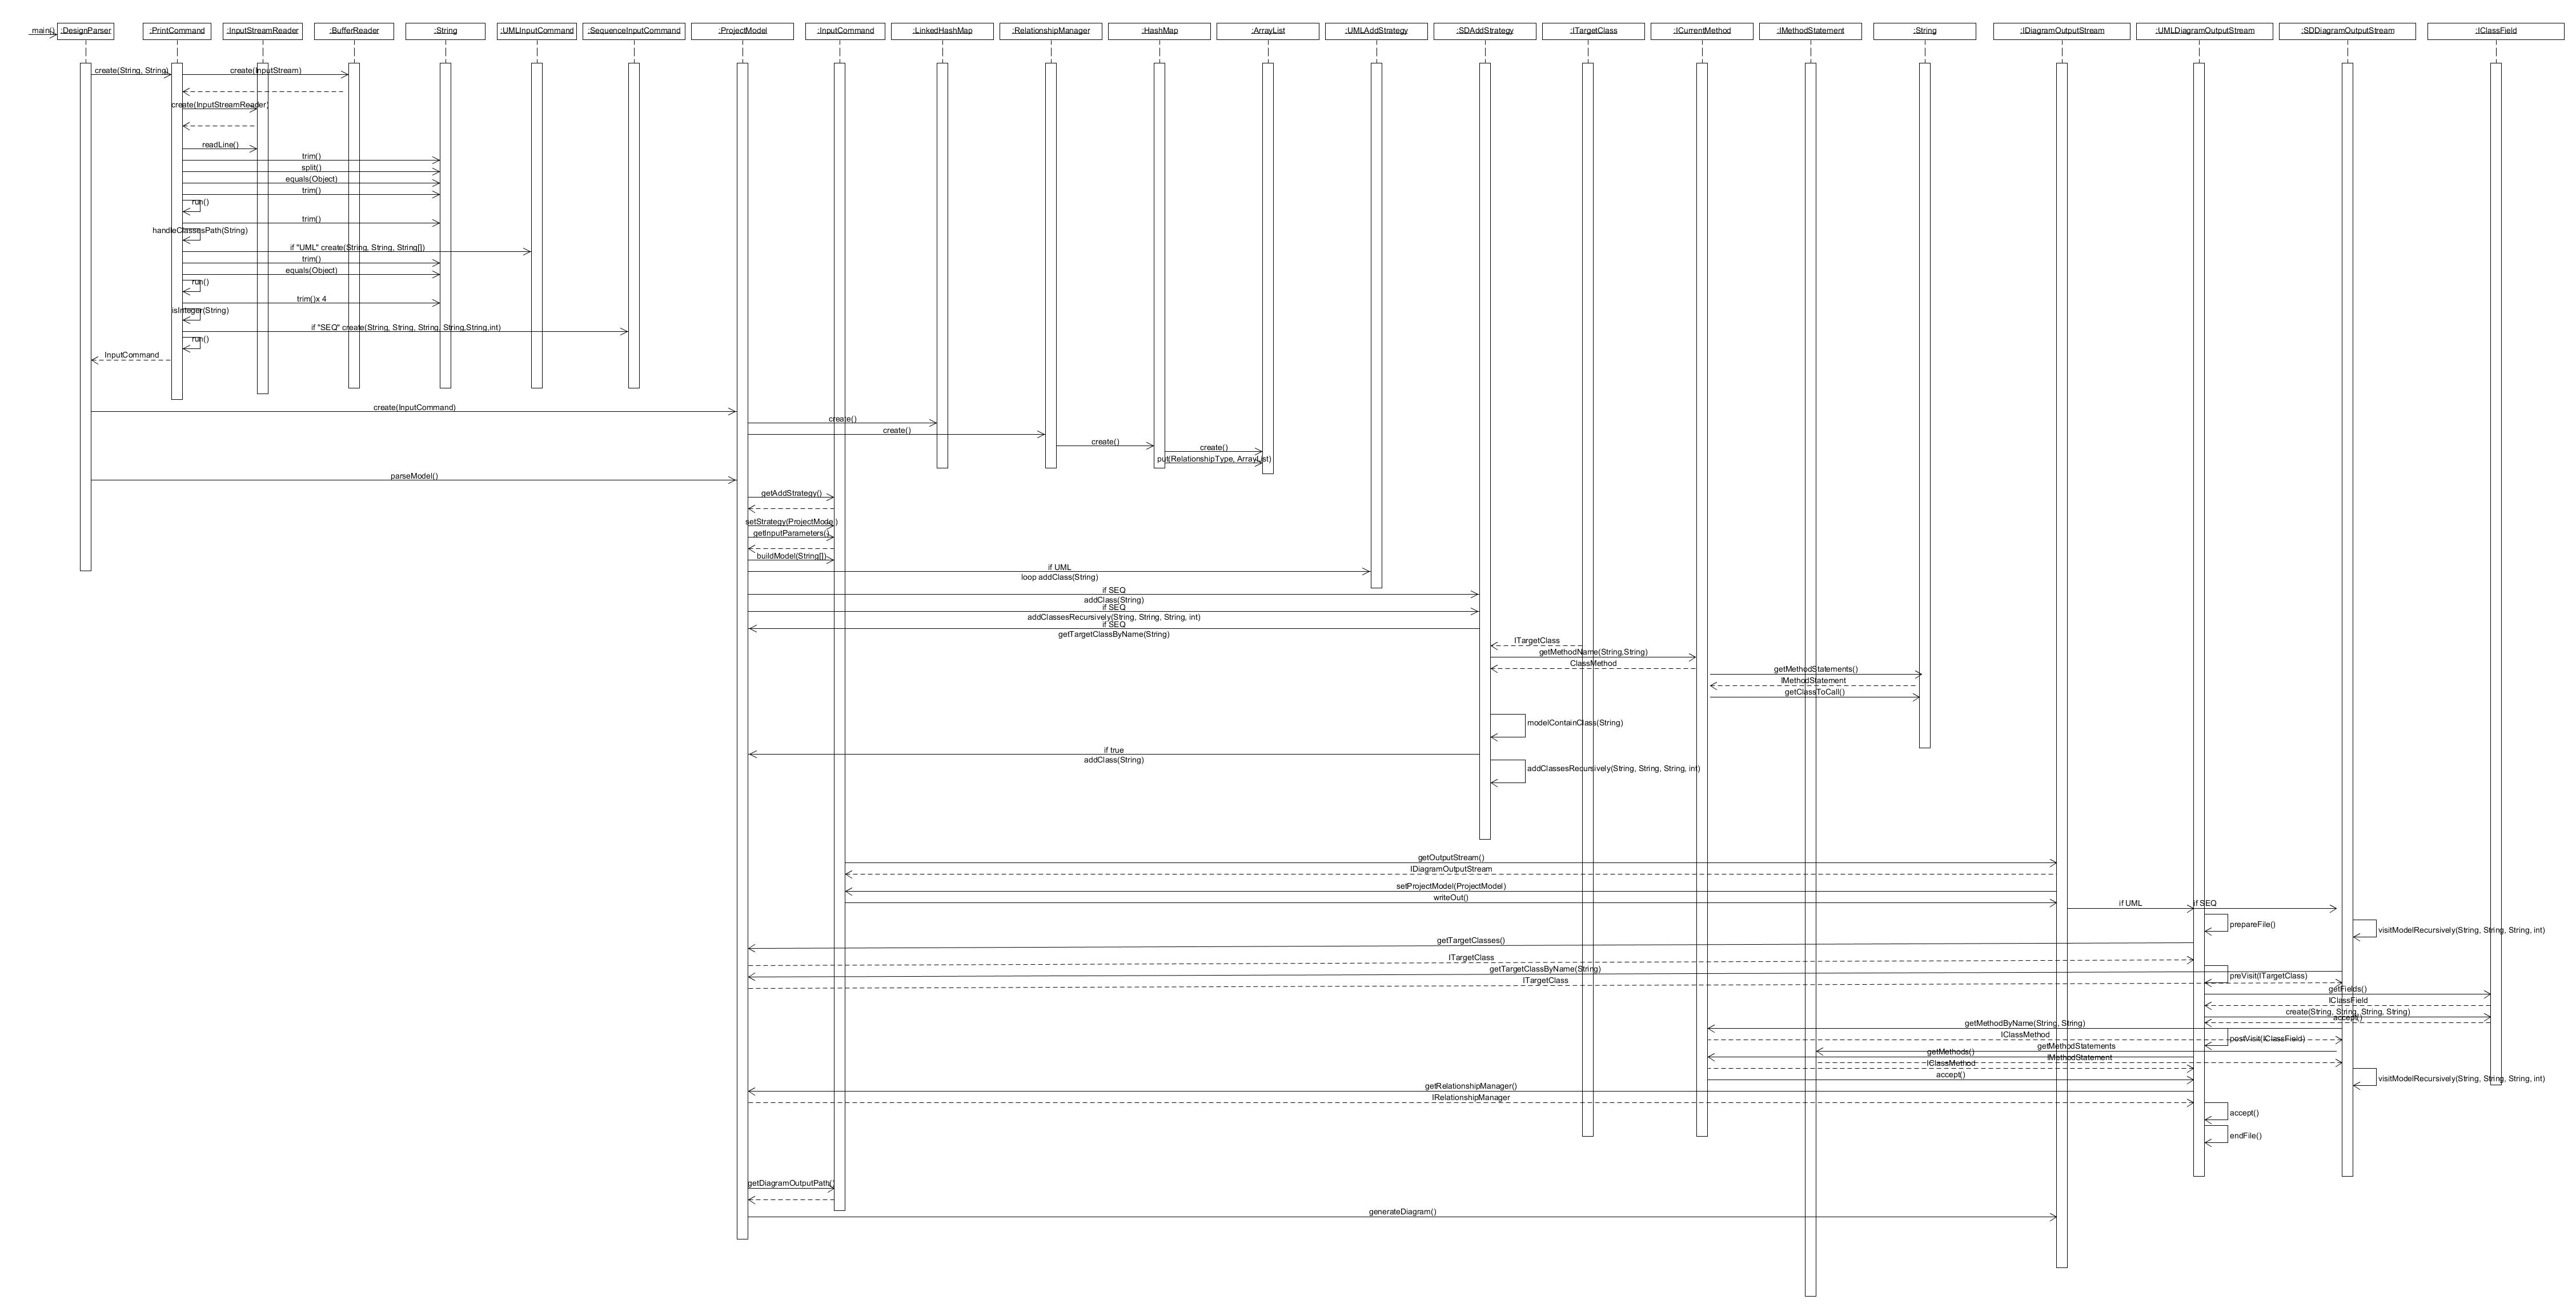 main()
:DesignParser
:PrintCommand
:InputStreamReader
:BufferReader
:String
:UMLInputCommand
:SequenceInputCommand
:ProjectModel
:InputCommand
:LinkedHashMap
:RelationshipManager
:HashMap
:ArrayList
:UMLAddStrategy
:SDAddStrategy
:ITargetClass
:ICurrentMethod
:IMethodStatement
:String
:IDiagramOutputStream
:UMLDiagramOutputStream
:SDDiagramOutputStream
:IClassField
create(String, String)
create(InputStream)
create(InputStreamReader)
readLine()
trim()
split()
equals(Object)
trim()
run()
trim()
handleClassesPath(String)
if "UML" create(String, String, String[])
trim()
equals(Object)
run()
trim()x 4
isInteger(String)
if "SEQ" create(String, String, String, String,String,int)
run()
InputCommand
create(InputCommand)
create()
create()
create()
create()
put(RelationshipType, ArrayList)
parseModel()
getAddStrategy()
setStrategy(ProjectModel)
getInputParameters()
buildModel(String[])
if UML
loop addClass(String)
if SEQ
addClass(String)
if SEQ
addClassesRecursively(String, String, String, int)
if SEQ
getTargetClassByName(String)
ITargetClass
getMethodName(String,String)
ClassMethod
getMethodStatements()
IMethodStatement
getClassToCall()
modelContainClass(String)
if true
addClass(String)
addClassesRecursively(String, String, String, int)
getOutputStream()
IDiagramOutputStream
setProjectModel(ProjectModel)
writeOut()
if UML
if SEQ
prepareFile()
visitModelRecursively(String, String, String, int)
getTargetClasses()
ITargetClass
getTargetClassByName(String)
preVisit(ITargetClass)
ITargetClass
getFields()
IClassField
create(String, String, String, String)
accept()
getMethodByName(String, String)
IClassMethod
postVisit(IClassField)
getMethodStatements
getMethods()
IMethodStatement
IClassMethod
accept()
visitModelRecursively(String, String, String, int)
getRelationshipManager()
IRelationshipManager
accept()
endFile()
getDiagramOutputPath()
generateDiagram()